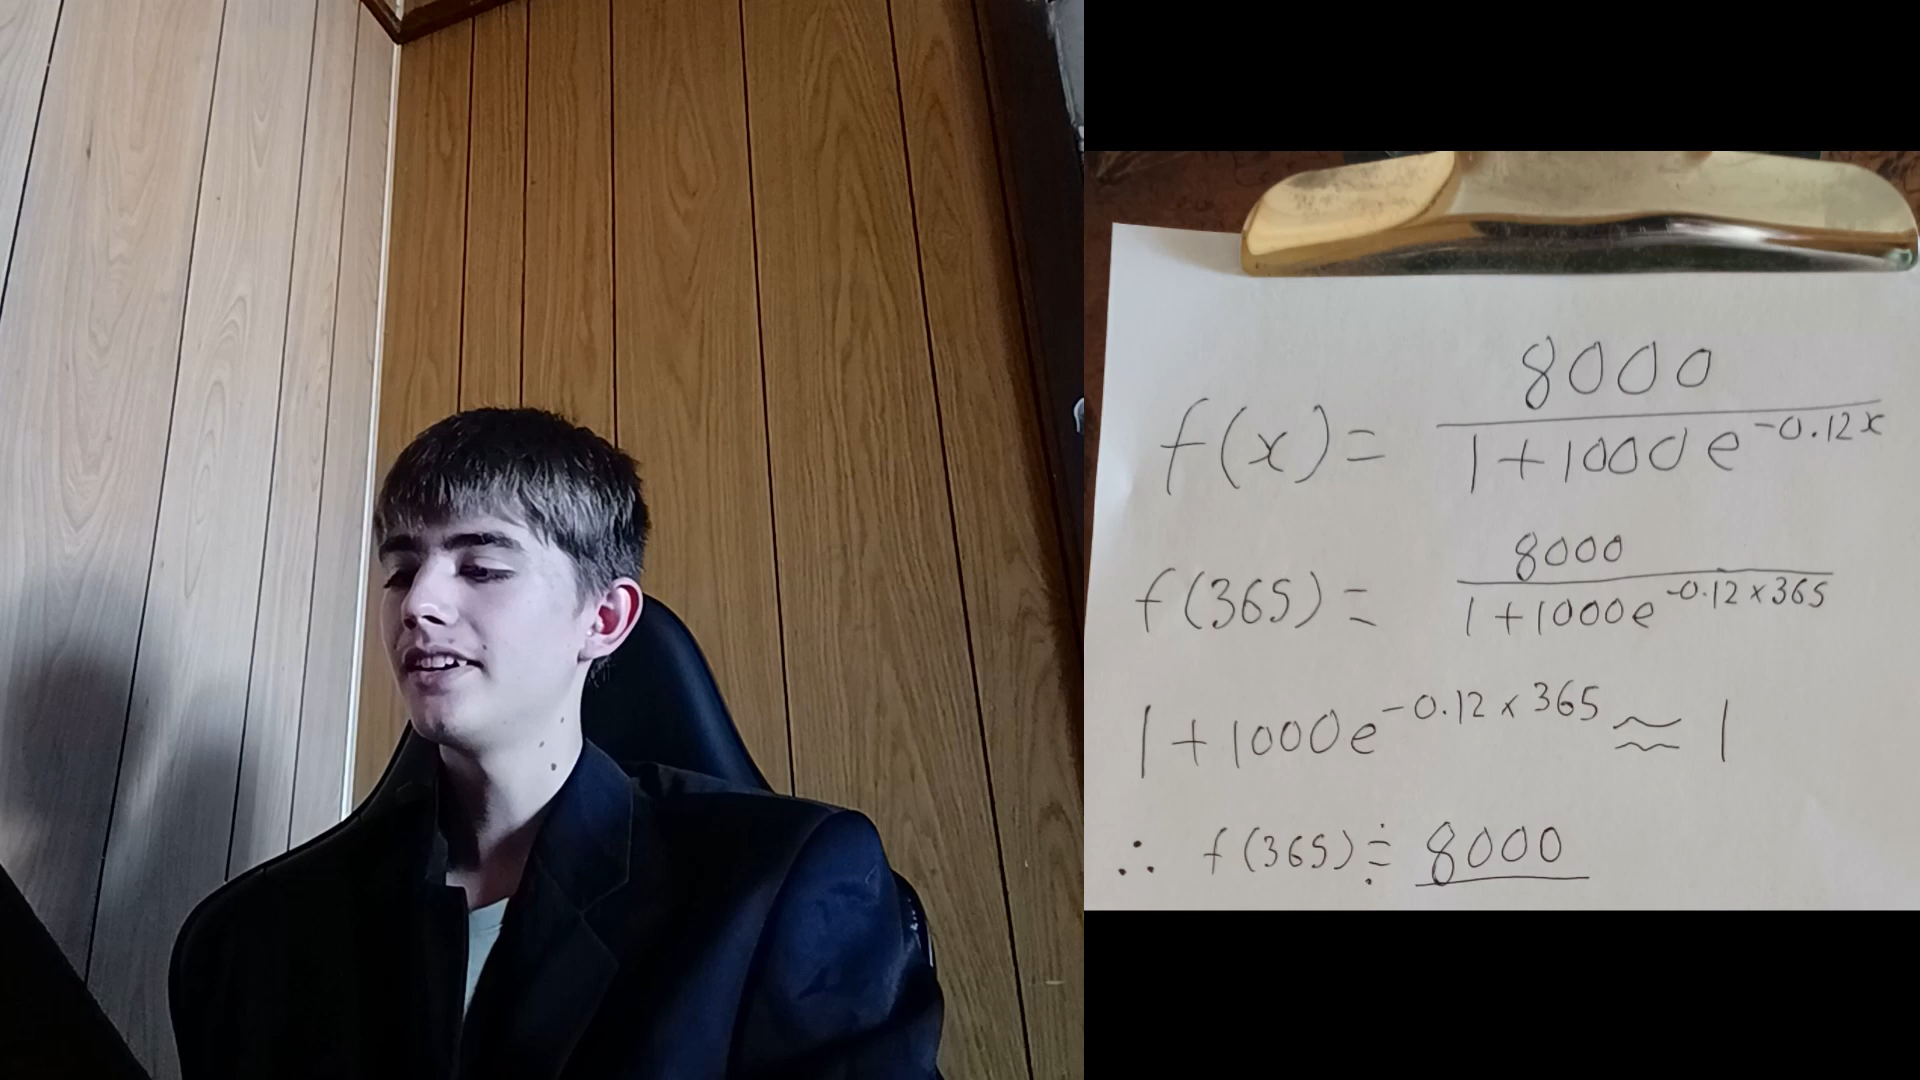 f(x) = 8000 / 1 + 1000e^-0.12x
f(365) = 8000 / 1 + 1000e^-0.12 × 365
1 + 1000e^-0.12 × 365 ≈ 1
∴ f(365) ≑ 8000